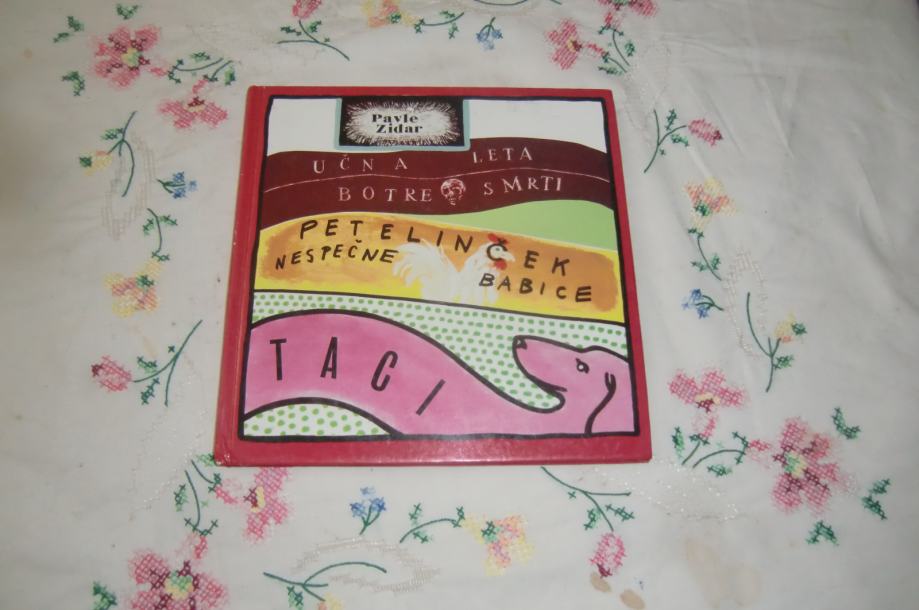 Pavle
Zidar
UČNA LETA
BOTRE SMRTI
PETELINČEK
NESPEČNE BABICE
TACI